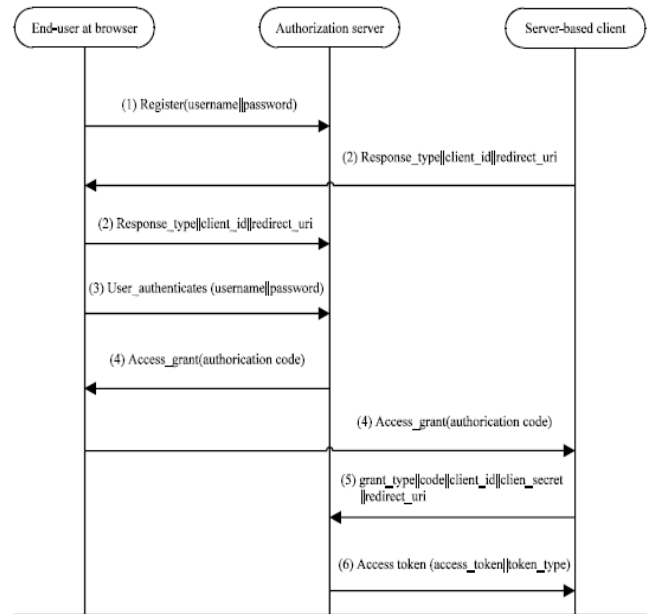 End-user at browser
Authorization server
Server-based client
(1) Register(username||password)
(2) Response_type||client_id||redirect_uri
(2) Response_type||client_id||redirect_uri
(3) User_authenticates (username||password)
(4) Access_grant(authorication code)
(4) Access_grant(authorication code)
(5) grant_type||code||client_id||clien_secret
||redirect_uri
(6) Access token (access_token||token_type)